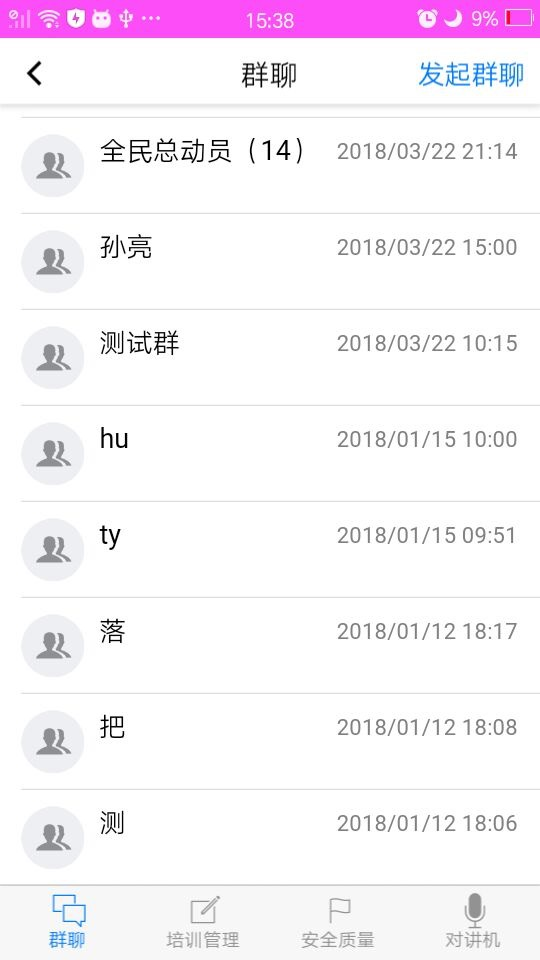 15:38 9%
群聊 发起群聊
全民总动员（14） 2018/03/22 21:14
孙亮 2018/03/22 15:00
测试群 2018/03/22 10:15
hu 2018/01/15 10:00
ty 2018/01/15 09:51
落 2018/01/12 18:17
把 2018/01/12 18:08
测 2018/01/12 18:06
群聊 培训管理 安全质量 对讲机